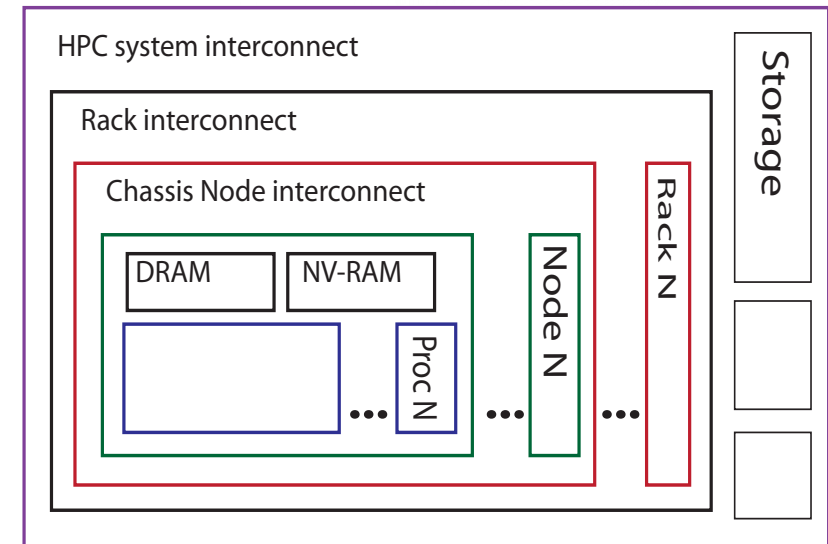 HPC system interconnect
Storage
Rack interconnect
Chassis Node interconnect
Rack N
DRAM
NV-RAM
Node N
Proc N
...
...
...